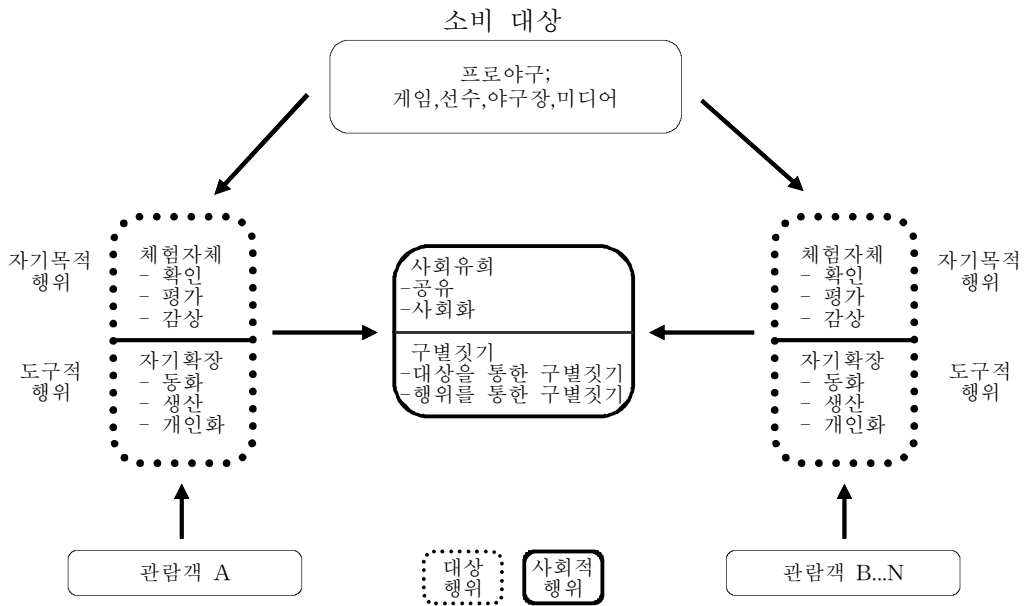 소비 대상
프로야구;
게임,선수,야구장,미디어
자기목적
행위
체험자체
- 확인
- 평가
- 감상
도구적
행위
자기확장
- 동화
- 생산
- 개인화
사회유희
-공유
-사회화
구별짓기
-대상을 통한 구별짓기
-행위를 통한 구별짓기
체험자체
- 확인
- 평가
- 감상
자기목적
행위
자기확장
- 동화
- 생산
- 개인화
도구적
행위
관람객 A
대상
행위
사회적
행위
관람객 B...N